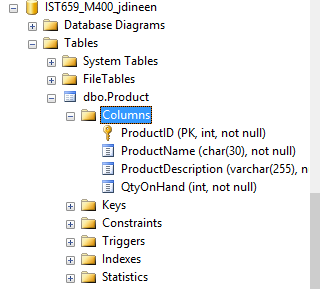 IST659_M400_jdineen
Database Diagrams
Tables
System Tables
FileTables
dbo.Product
Columns
ProductID (PK, int, not null)
ProductName (char(30), not null)
ProductDescription (varchar(255), n
QtyOnHand (int, not null)
Keys
Constraints
Triggers
Indexes
Statistics